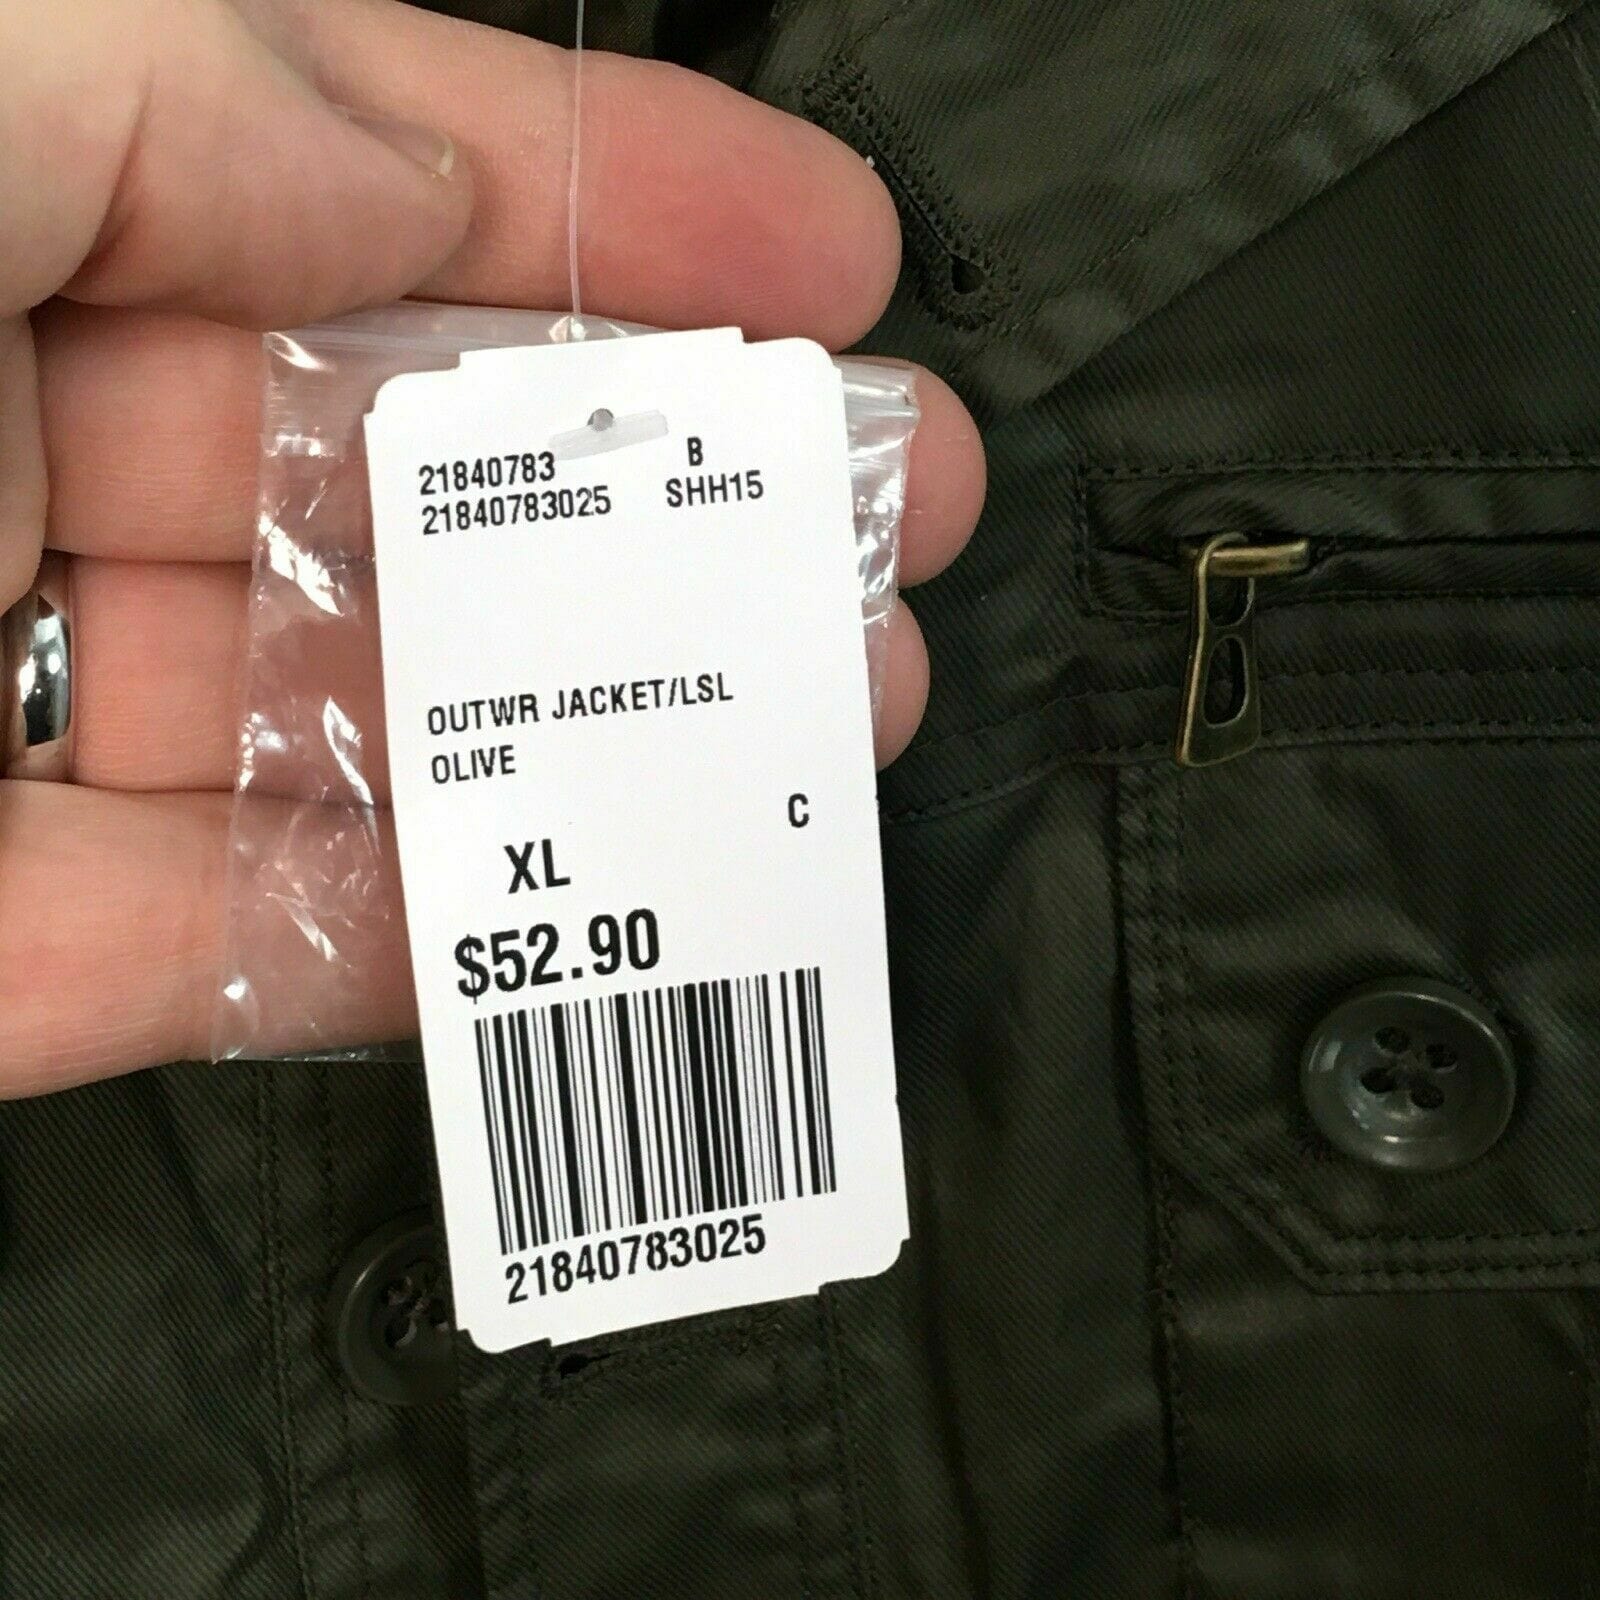 21840783 B
21840783025 SHH15
OUTWR JACKET/LSL
OLIVE
C
XL
$52.90
21840783025